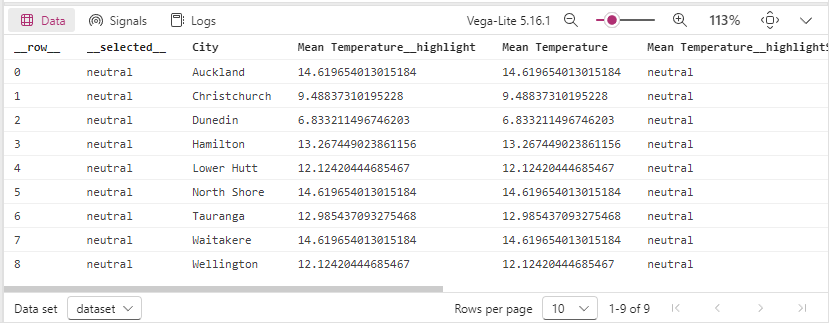 Data Signals Logs Vega-Lite 5.16.1 113%
__row__ __selected__ City Mean Temperature__highlight Mean Temperature Mean Temperature__highlight
0 neutral Auckland 14.619654013015184 14.619654013015184 neutral
1 neutral Christchurch 9.48837310195228 9.48837310195228 neutral
2 neutral Dunedin 6.833211496746203 6.833211496746203 neutral
3 neutral Hamilton 13.267449023861156 13.267449023861156 neutral
4 neutral Lower Hutt 12.12420444685467 12.12420444685467 neutral
5 neutral North Shore 14.619654013015184 14.619654013015184 neutral
6 neutral Tauranga 12.985437093275468 12.985437093275468 neutral
7 neutral Waitakere 14.619654013015184 14.619654013015184 neutral
8 neutral Wellington 12.12420444685467 12.12420444685467 neutral
Data set dataset Rows per page 10 1-9 of 9